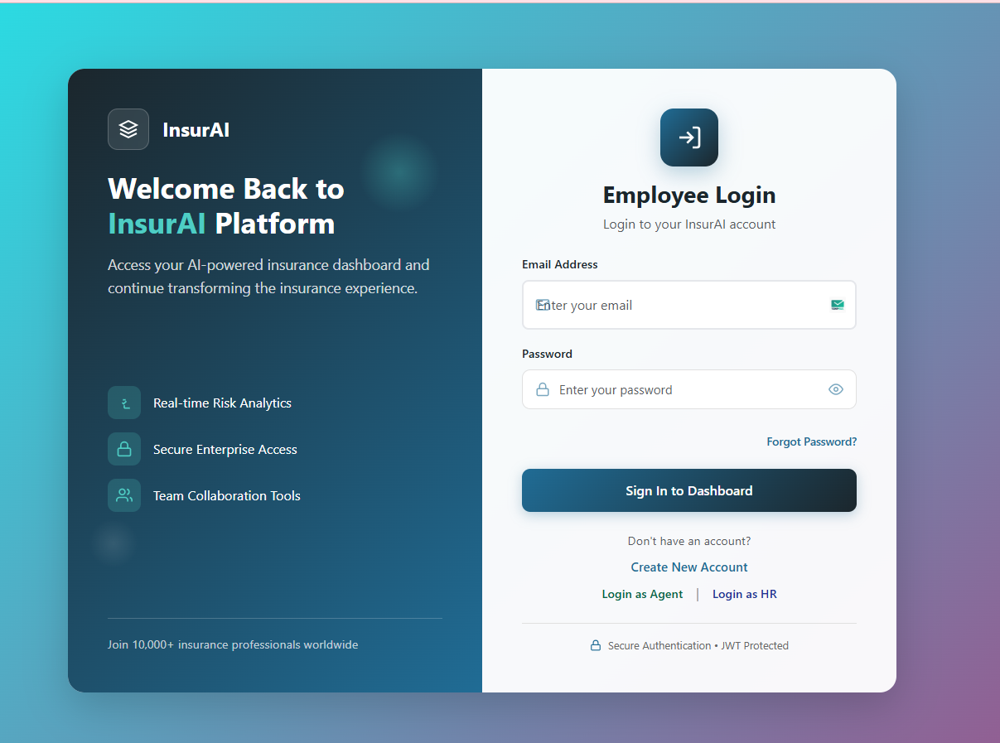 InsurAI
Welcome Back to
InsurAI Platform
Access your AI-powered insurance dashboard and
continue transforming the insurance experience.
Real-time Risk Analytics
Secure Enterprise Access
Team Collaboration Tools
Join 10,000+ insurance professionals worldwide
Employee Login
Login to your InsurAI account
Email Address
Enter your email
Password
Enter your password
Forgot Password?
Sign In to Dashboard
Don't have an account?
Create New Account
Login as Agent | Login as HR
Secure Authentication • JWT Protected